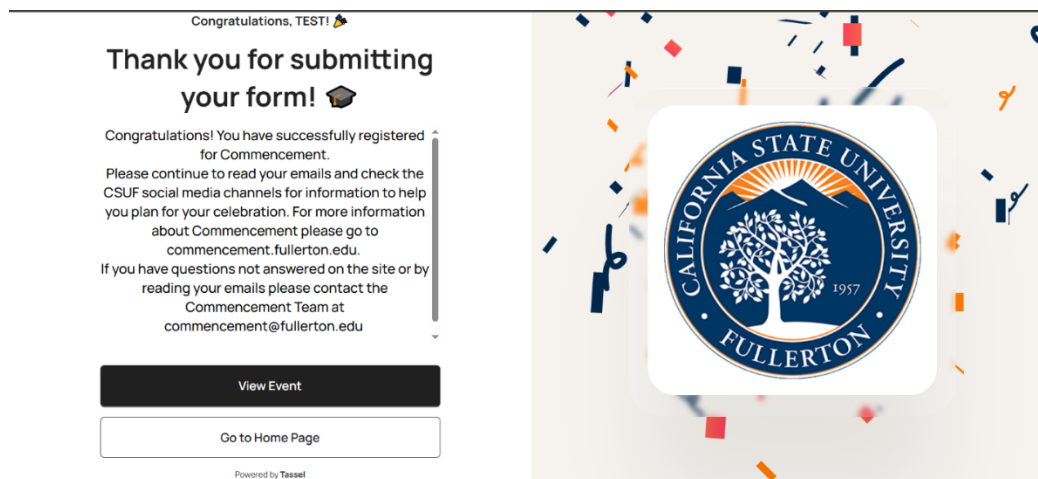 Congratulations, TEST! 🎉
Thank you for submitting
your form! 🎓
Congratulations! You have successfully registered
for Commencement.
Please continue to read your emails and check the
CSUF social media channels for information to help
you plan for your celebration. For more information
about Commencement please go to
commencement.fullerton.edu.
If you have questions not answered on the site or by
reading your emails please contact the
Commencement Team at
commencement@fullerton.edu
View Event
Go to Home Page
Powered by Tassel
CALIFORNIA STATE UNIVERSITY
1957
• FULLERTON •